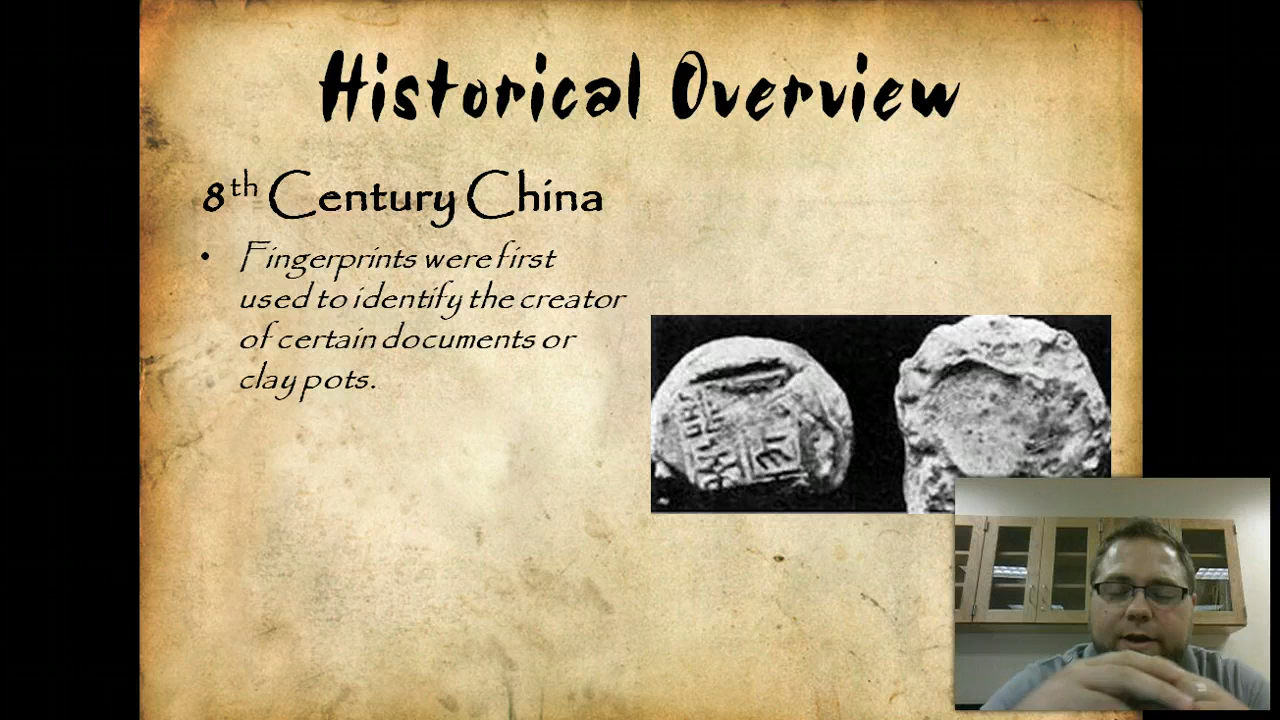 Historical Overview
8th Century China
• Fingerprints were first
used to identify the creator
of certain documents or
clay pots.